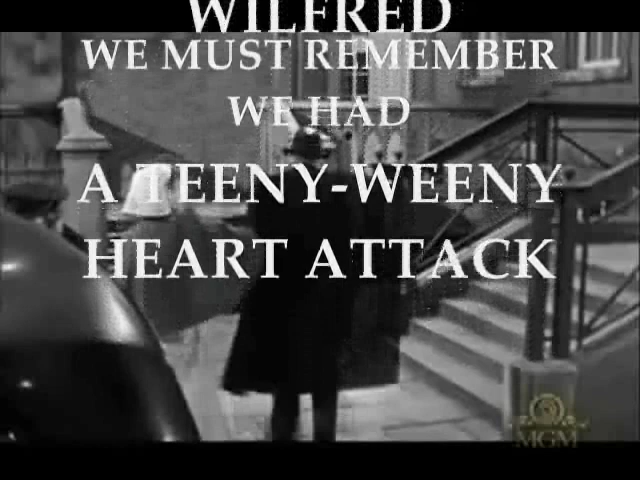 WILFRED
WE MUST REMEMBER
WE HAD
A TEENY-WEENY
HEART ATTACK
MGM